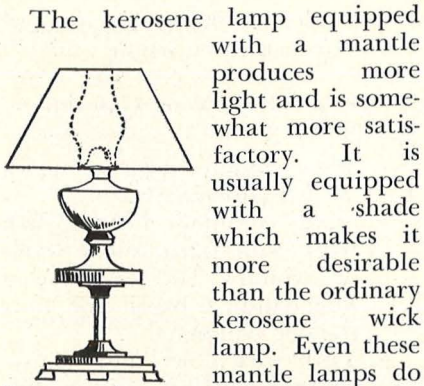 The kerosene lamp equipped
with a mantle
produces more
light and is some-
what more satis-
factory. It is
usually equipped
with a shade
which makes it
more desirable
than the ordinary
kerosene wick
lamp. Even these
mantle lamps do